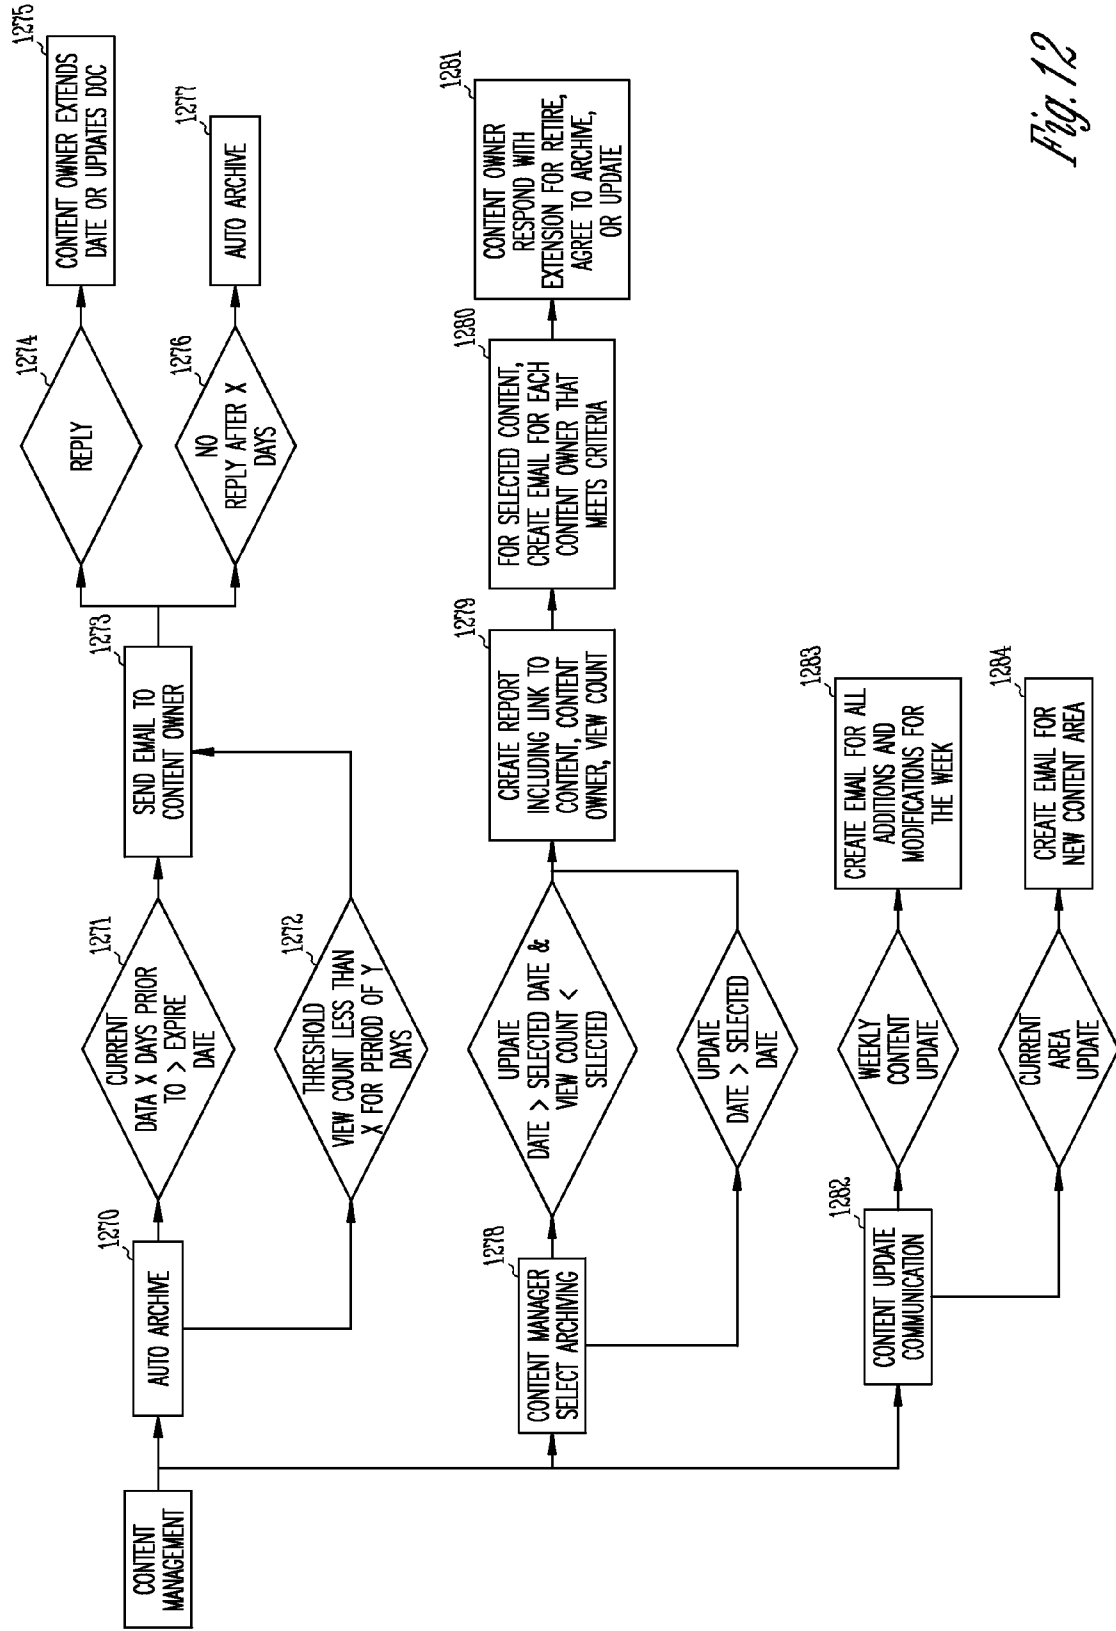 CONTENT
MANAGEMENT
1270
AUTO ARCHIVE
1271
CURRENT
DATA X DAYS PRIOR
TO > EXPIRE
DATE
1272
THRESHOLD
VIEW COUNT LESS THAN
X FOR PERIOD OF Y
DAYS
1273
SEND EMAIL TO
CONTENT OWNER
1274
REPLY
1275
CONTENT OWNER EXTENDS
DATE OR UPDATES DOC
1276
NO
REPLY AFTER X
DAYS
1277
AUTO ARCHIVE
1278
CONTENT MANAGER
SELECT ARCHIVING
UPDATE
DATE > SELECTED DATE &
VIEW COUNT <
SELECTED
UPDATE
DATE > SELECTED
DATE
1279
CREATE REPORT
INCLUDING LINK TO
CONTENT, CONTENT
OWNER, VIEW COUNT
1280
FOR SELECTED CONTENT,
CREATE EMAIL FOR EACH
CONTENT OWNER THAT
MEETS CRITERIA
1281
CONTENT OWNER
RESPOND WITH
EXTENSION FOR RETIRE,
AGREE TO ARCHIVE,
OR UPDATE
1282
CONTENT UPDATE
COMMUNICATION
WEEKLY
CONTENT
UPDATE
1283
CREATE EMAIL FOR ALL
ADDITIONS AND
MODIFICATIONS FOR
THE WEEK
CURRENT
AREA
UPDATE
1284
CREATE EMAIL FOR
NEW CONTENT AREA
Fig. 12